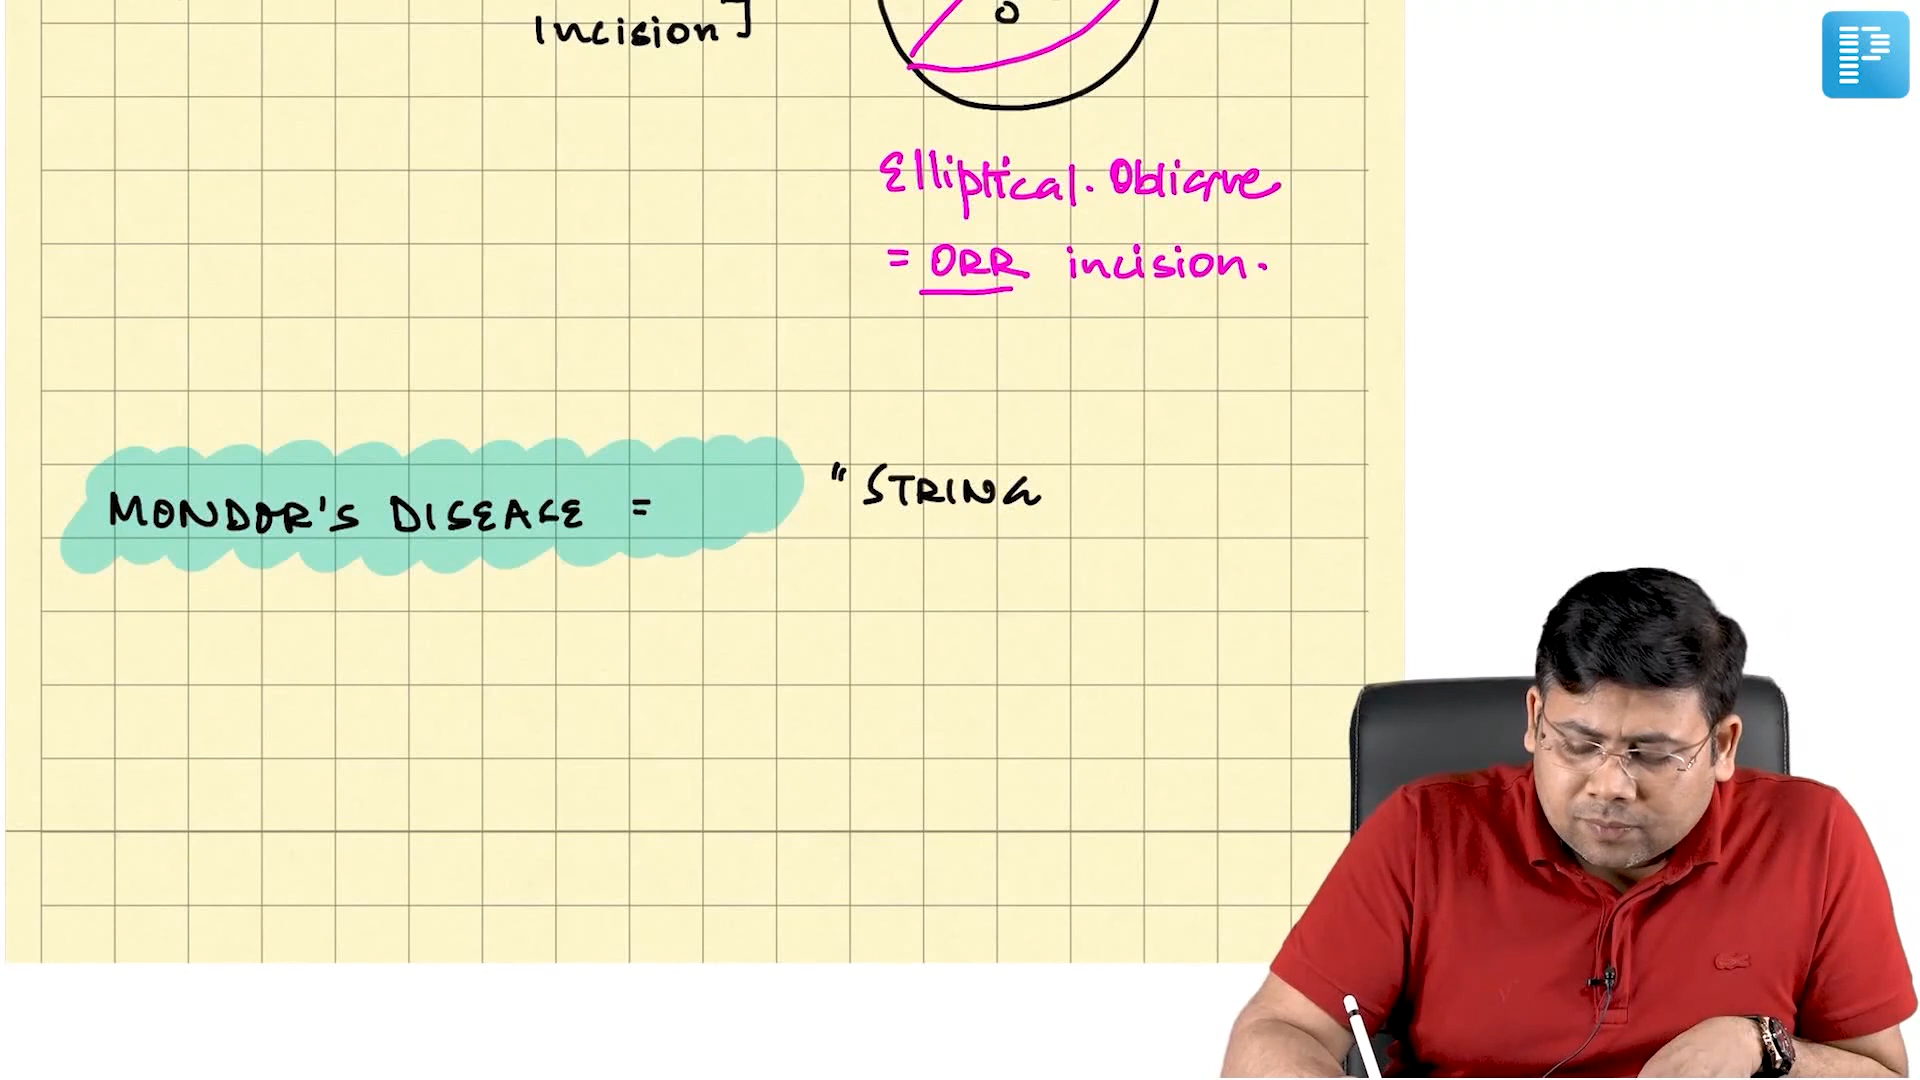 Incision]
Elliptical. Oblique
= ORR incision.
MONDOR'S DISEASE =
"STRING